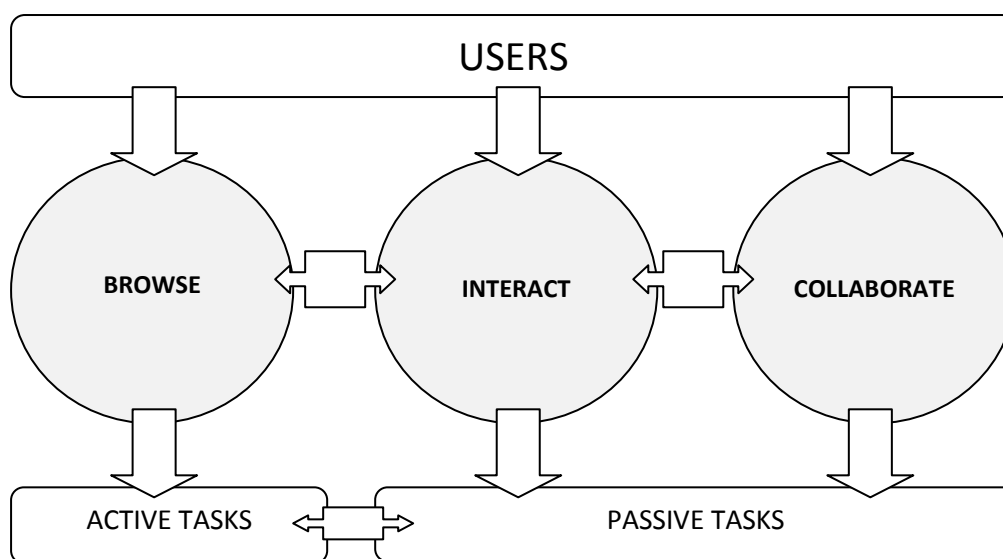 USERS
BROWSE
INTERACT
COLLABORATE
ACTIVE TASKS
PASSIVE TASKS